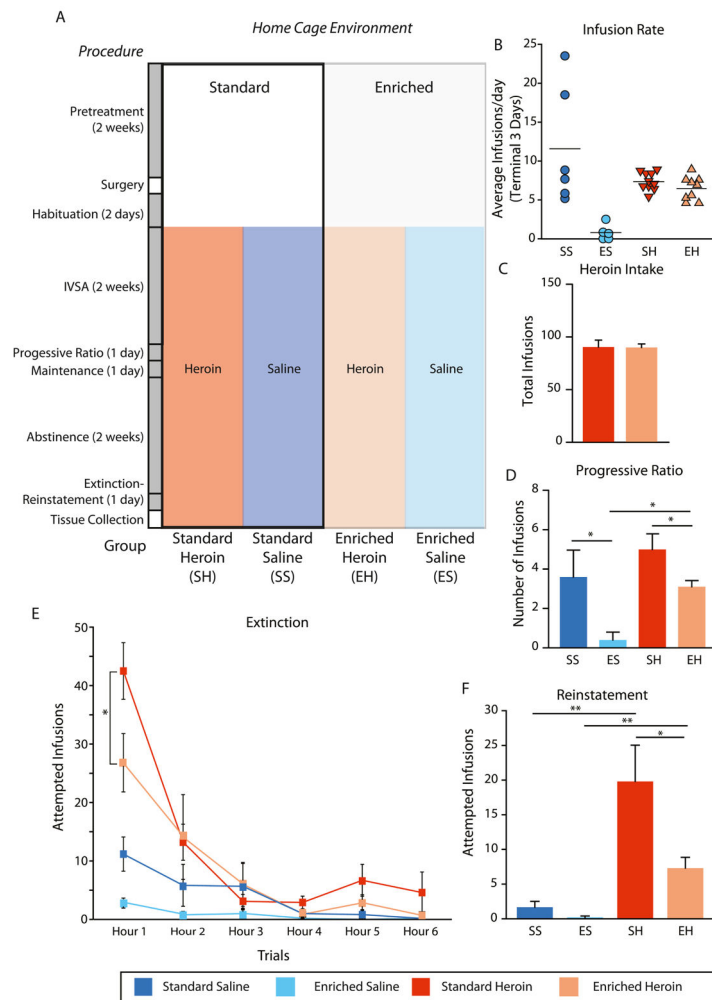 A
Home Cage Environment
Procedure
Standard
Enriched
Pretreatment
(2 weeks)
Surgery
Habituation (2 days)
IVSA (2 weeks)
Progessive Ratio (1 day)
Maintenance (1 day)
Abstinence (2 weeks)
Extinction-
Reinstatement (1 day)
Tissue Collection
Heroin
Saline
Heroin
Saline
Group
Standard
Heroin
(SH)
Standard
Saline
(SS)
Enriched
Heroin
(EH)
Enriched
Saline
(ES)
B
Infusion Rate
Average Infusions/day
(Terminal 3 Days)
25
20
15
10
5
0
SS
ES
SH
EH
C
Heroin Intake
Total Infusions
150
100
50
0
D
Progressive Ratio
Number of Infusions
8
6
4
2
0
*
*
*
SS
ES
SH
EH
E
Extinction
Attempted Infusions
50
40
30
20
10
0
*
Hour 1
Hour 2
Hour 3
Hour 4
Hour 5
Hour 6
Trials
F
Reinstatement
Attempted Infusions
30
25
20
15
10
5
0
**
**
*
SS
ES
SH
EH
Standard Saline
Enriched Saline
Standard Heroin
Enriched Heroin